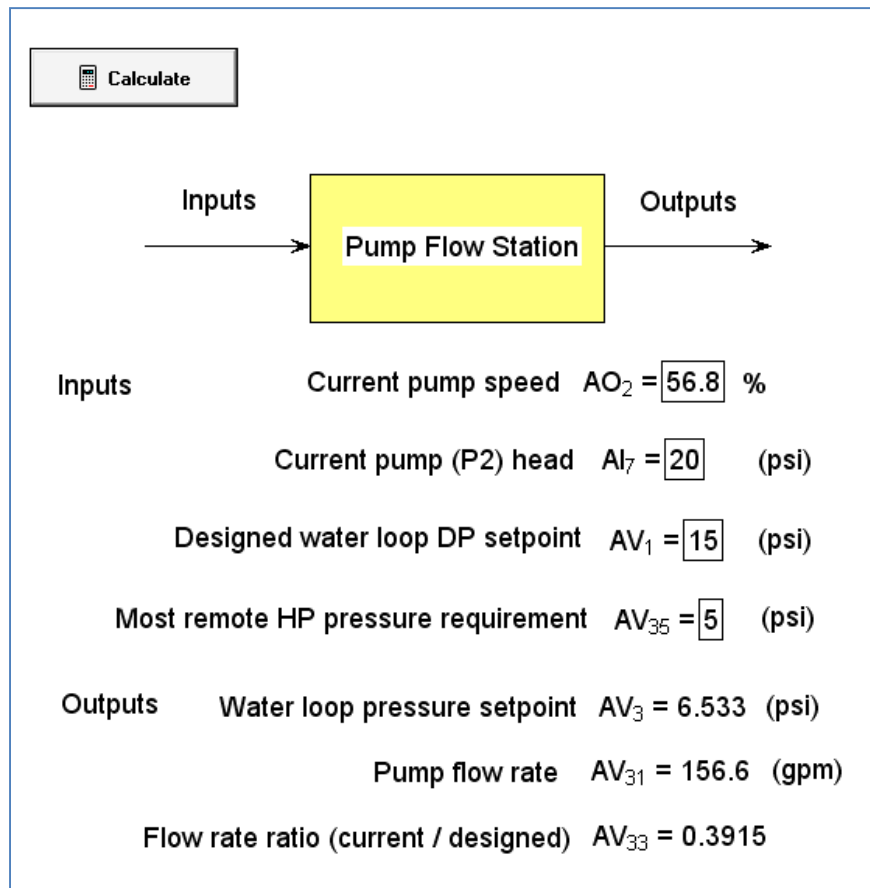 Calculate
Inputs
Outputs
Pump Flow Station
Inputs Current pump speed AO₂ = 56.8 %
Current pump (P2) head AI₇ = 20 (psi)
Designed water loop DP setpoint AV₁ = 15 (psi)
Most remote HP pressure requirement AV₃₅ = 5 (psi)
Outputs Water loop pressure setpoint AV₃ = 6.533 (psi)
Pump flow rate AV₃₁ = 156.6 (gpm)
Flow rate ratio (current / designed) AV₃₃ = 0.3915